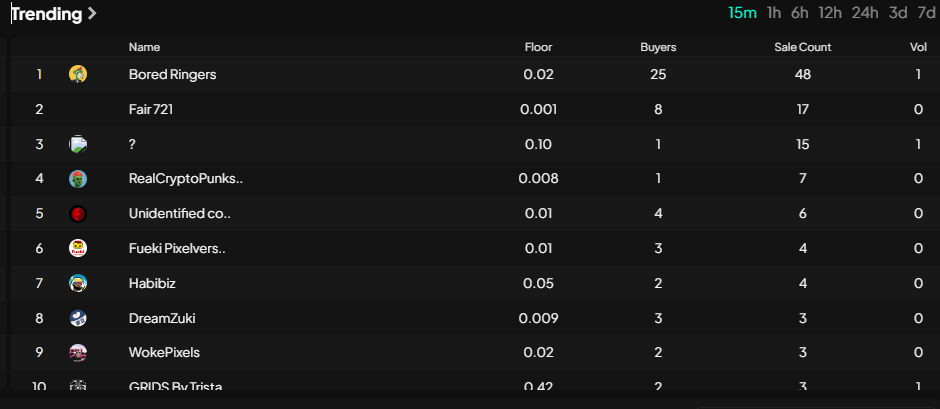 Trending 15m 1h 6h 12h 24h 3d 7d
Name Floor Buyers Sale Count Vol
1 Bored Ringers 0.02 25 48 1
2 Fair 721 0.001 8 17 0
3 ? 0.10 1 15 1
4 RealCryptoPunks.. 0.008 1 7 0
5 Unidentified co.. 0.01 4 6 0
6 Fueki Pixelvers.. 0.01 3 4 0
7 Habibiz 0.05 2 4 0
8 DreamZuki 0.009 3 3 0
9 WokePixels 0.02 2 3 0
10 GRIDS By Trista 0.42 2 3 1